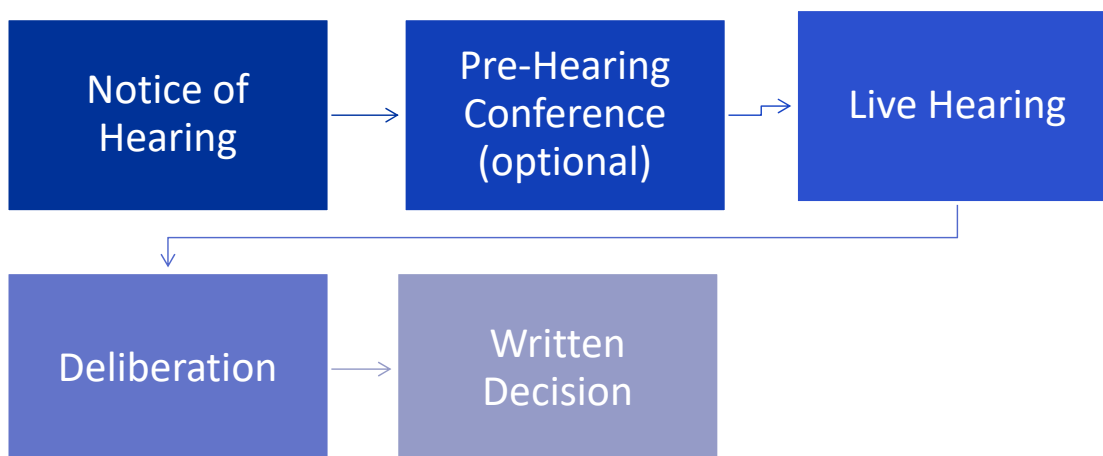 Notice of
Hearing
Pre-Hearing
Conference
(optional)
Live Hearing
Deliberation
Written
Decision